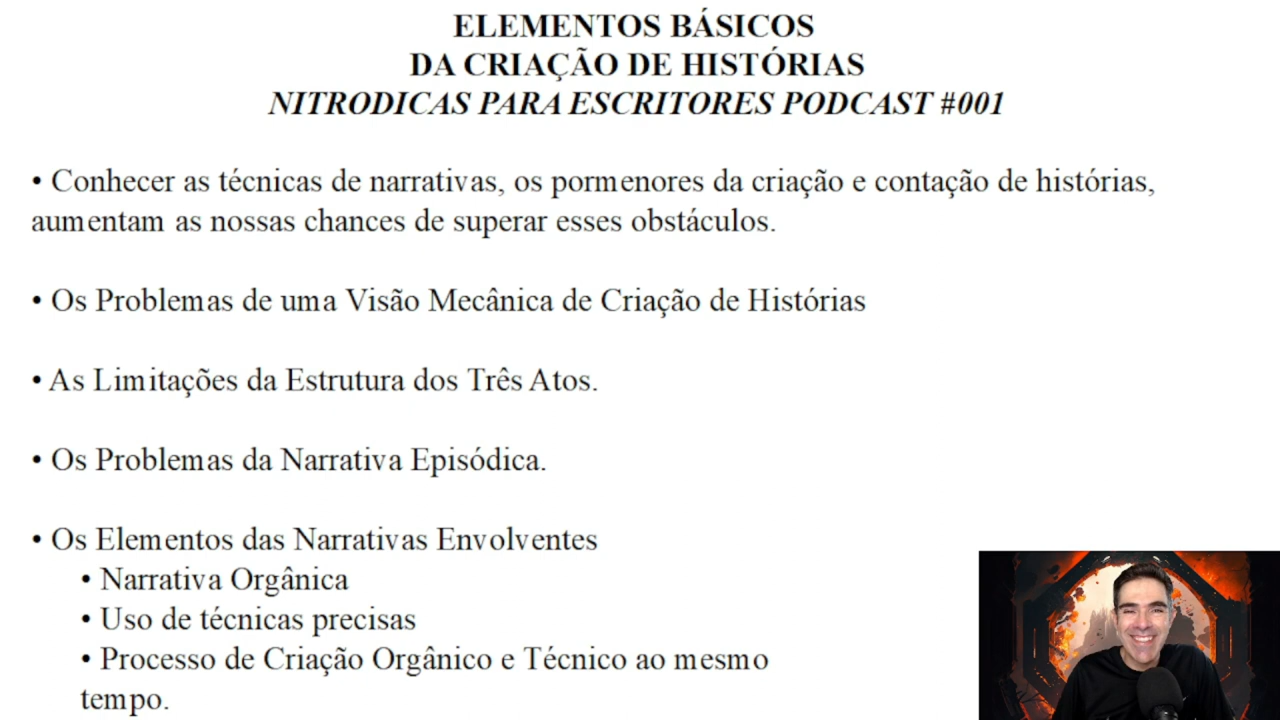 ELEMENTOS BÁSICOS
DA CRIAÇÃO DE HISTÓRIAS
NITRODICAS PARA ESCRITORES PODCAST #001
• Conhecer as técnicas de narrativas, os pormenores da criação e contação de histórias,
aumentam as nossas chances de superar esses obstáculos.
• Os Problemas de uma Visão Mecânica de Criação de Histórias
• As Limitações da Estrutura dos Três Atos.
• Os Problemas da Narrativa Episódica.
• Os Elementos das Narrativas Envolventes
• Narrativa Orgânica
• Uso de técnicas precisas
• Processo de Criação Orgânico e Técnico ao mesmo
tempo.